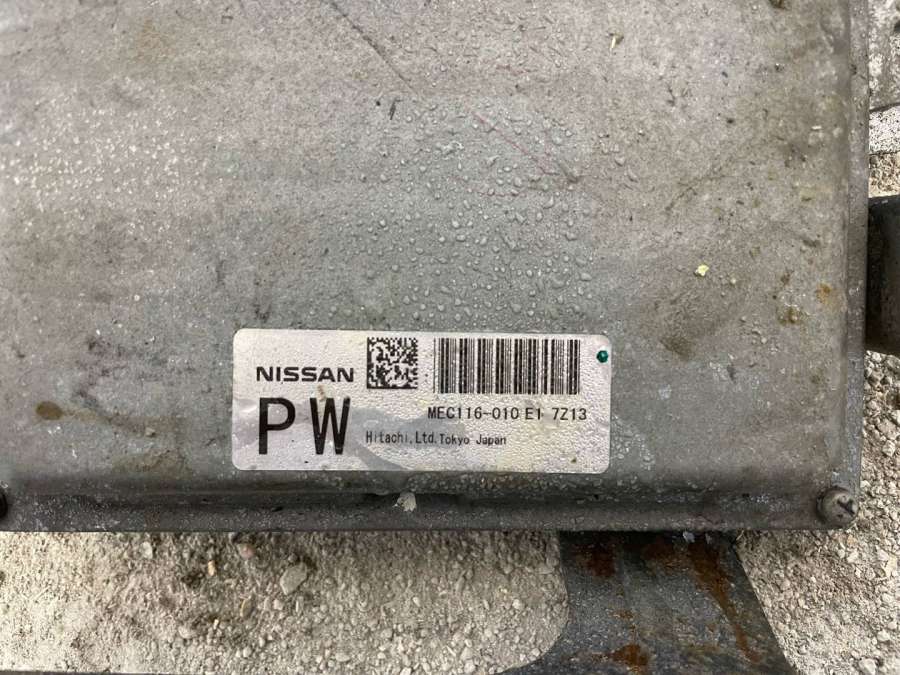 NISSAN
MEC116-010 E1 7Z13
PW
Hitachi,Ltd.Tokyo Japan